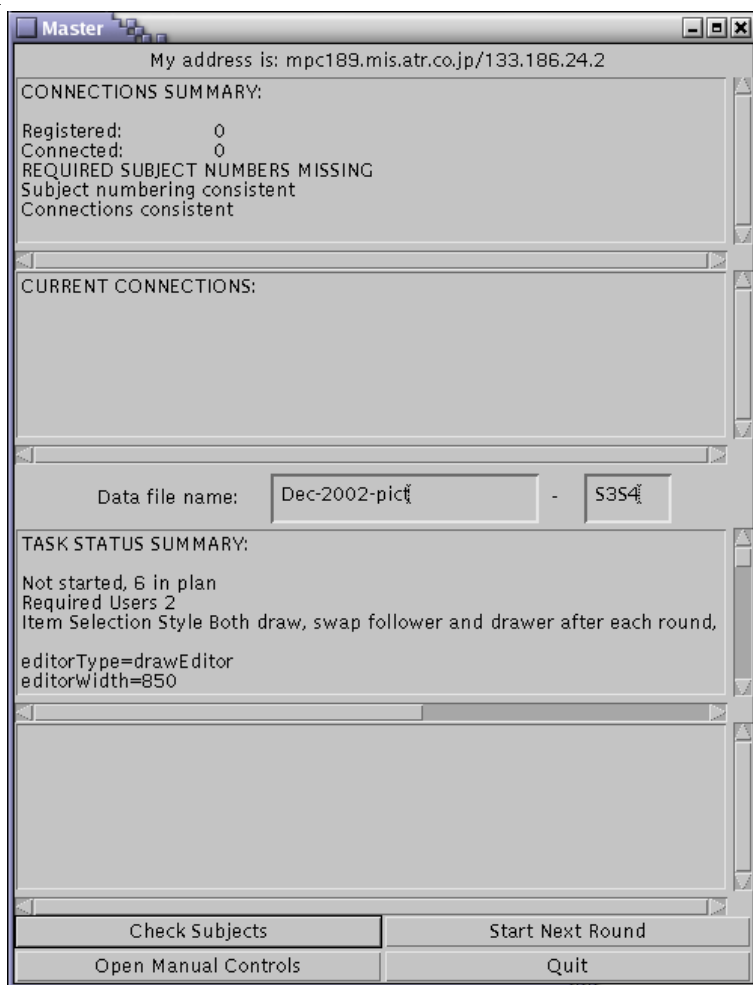 Master
My address is: mpc189.mis.atr.co.jp/133.186.24.2
CONNECTIONS SUMMARY:
Registered: 0
Connected: 0
REQUIRED SUBJECT NUMBERS MISSING
Subject numbering consistent
Connections consistent
CURRENT CONNECTIONS:
Data file name: Dec-2002-pict - S3S4
TASK STATUS SUMMARY:
Not started, 6 in plan
Required Users 2
Item Selection Style Both draw, swap follower and drawer after each round,
editorType=drawEditor
editorWidth=850
Check Subjects Start Next Round
Open Manual Controls Quit